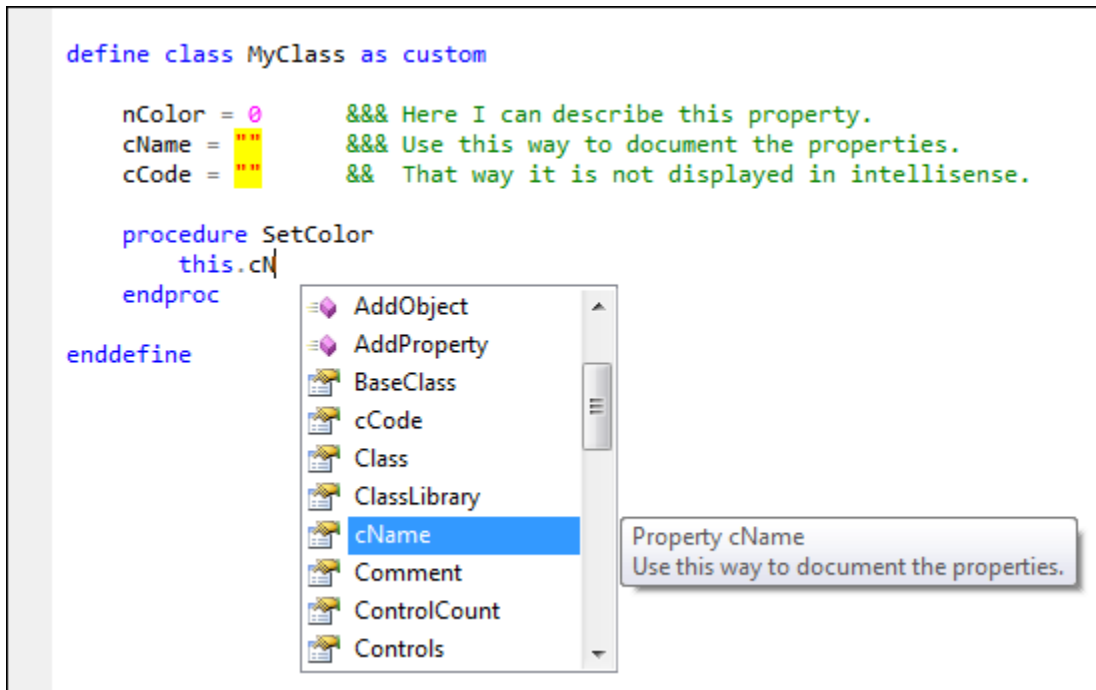 define class MyClass as custom
nColor = 0 &&& Here I can describe this property.
cName = "" &&& Use this way to document the properties.
cCode = "" && That way it is not displayed in intellisense.
procedure SetColor
this.cN
endproc
enddefine
AddObject
AddProperty
BaseClass
cCode
Class
ClassLibrary
cName
Comment
ControlCount
Controls
Property cName
Use this way to document the properties.